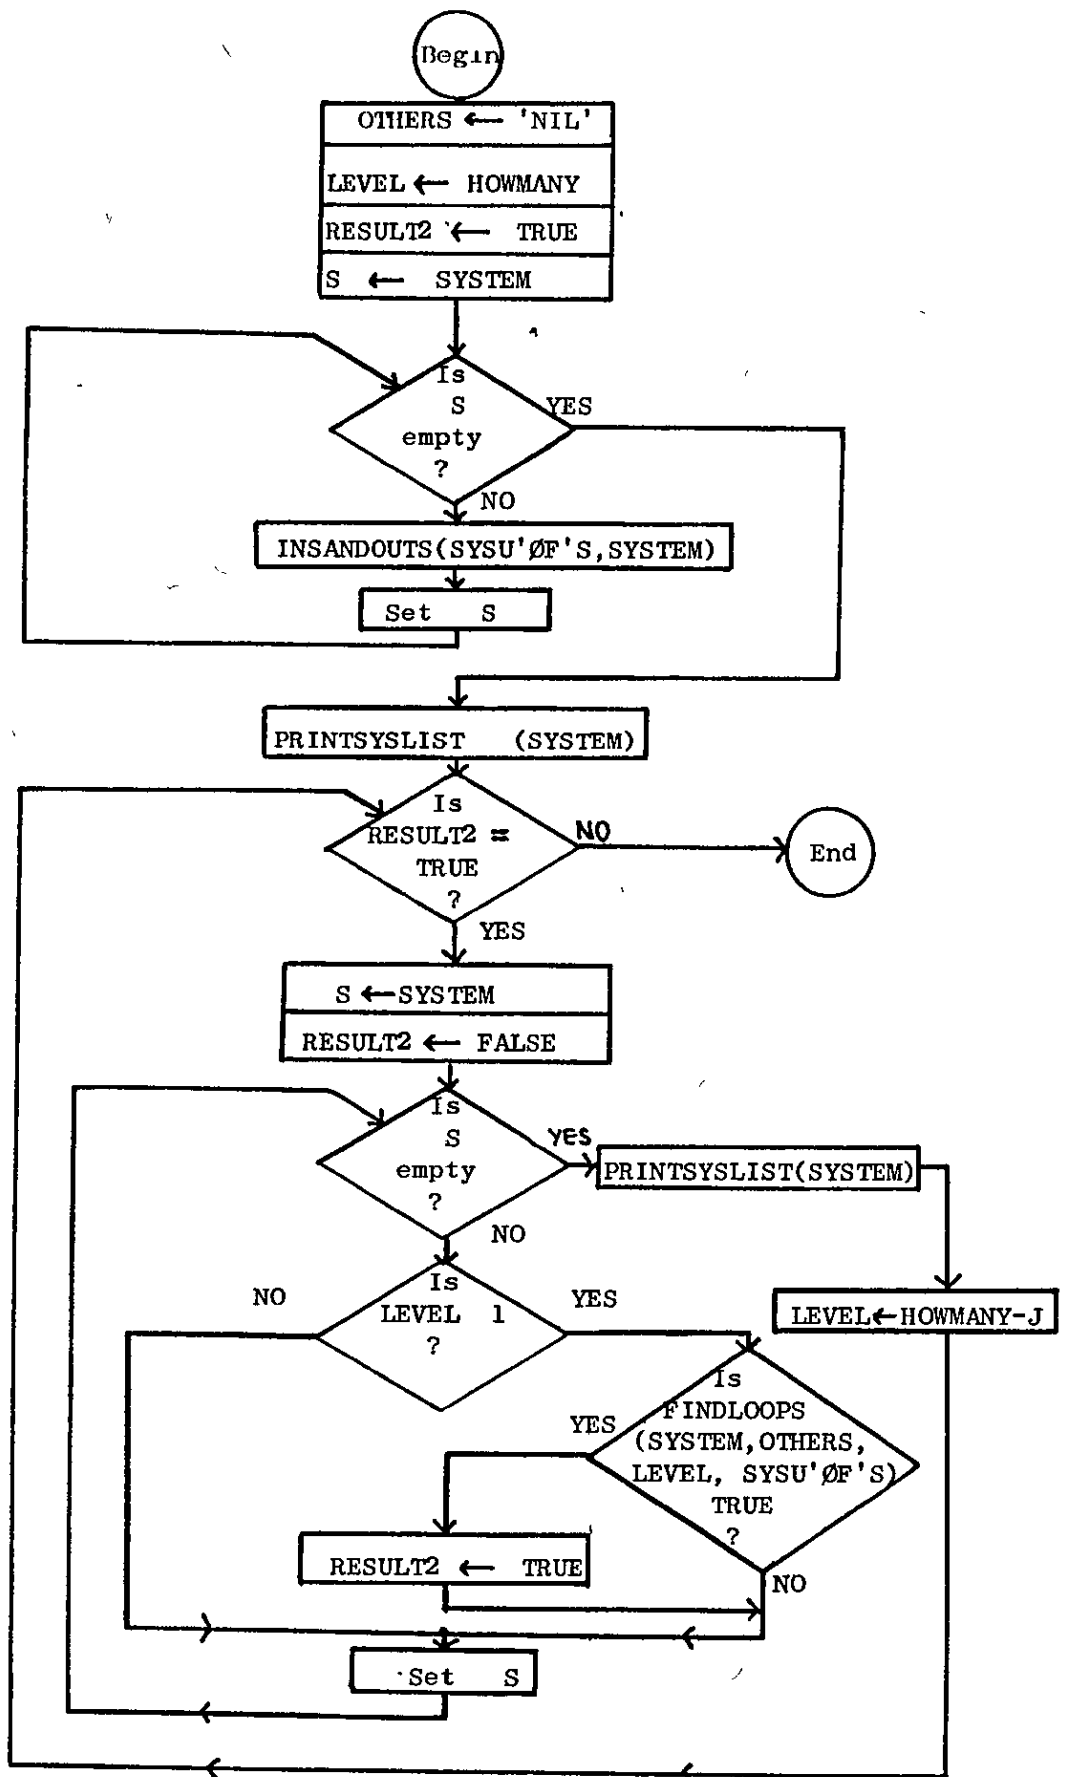 Begin
OTHERS ← 'NIL'
LEVEL ← HOWMANY
RESULT2 ← TRUE
S ← SYSTEM
Is
S
empty
?
YES
NO
INSANDOUTS(SYSU'ØF'S,SYSTEM)
Set S
PRINTSYSLIST (SYSTEM)
Is
RESULT2 =
TRUE
?
NO
End
YES
S ←SYSTEM
RESULT2 ← FALSE
Is
S
empty
?
YES
PRINTSYSLIST(SYSTEM)
NO
Is
LEVEL 1
?
NO
YES
LEVEL←HOWMANY-J
Is
FINDLOOPS
(SYSTEM,OTHERS,
LEVEL, SYSU'ØF'S)
TRUE
?
YES
RESULT2 ← TRUE
NO
Set S